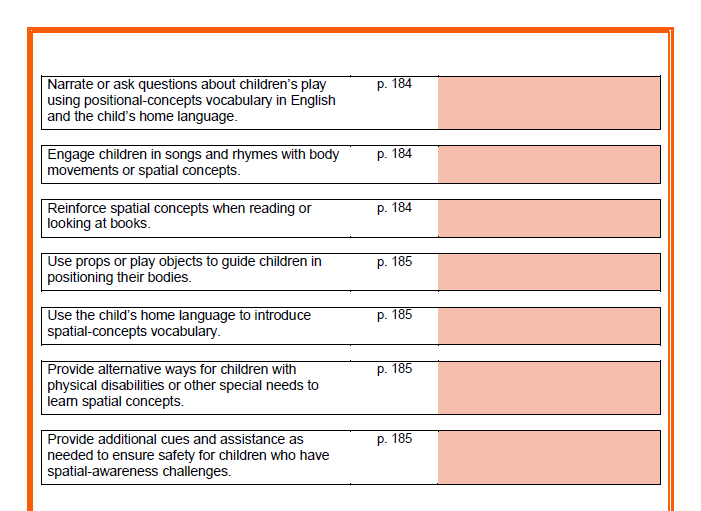 Narrate or ask questions about children's play p. 184
using positional-concepts vocabulary in English
and the child's home language.
Engage children in songs and rhymes with body p. 184
movements or spatial concepts.
Reinforce spatial concepts when reading or p. 184
looking at books.
Use props or play objects to guide children in p. 185
positioning their bodies.
Use the child's home language to introduce p. 185
spatial-concepts vocabulary.
Provide alternative ways for children with p. 185
physical disabilities or other special needs to
learn spatial concepts.
Provide additional cues and assistance as p. 185
needed to ensure safety for children who have
spatial-awareness challenges.